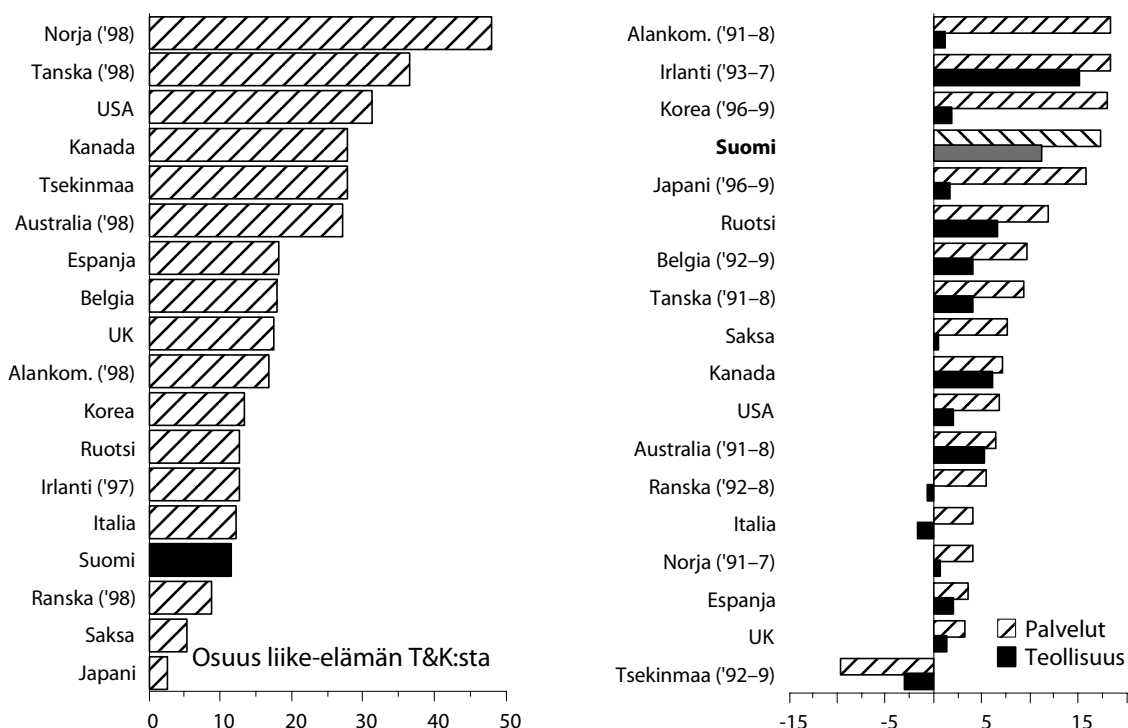 Norja ('98)
Tanska ('98)
USA
Kanada
Tsekinmaa
Australia ('98)
Espanja
Belgia
UK
Alankom. ('98)
Korea
Ruotsi
Irlanti ('97)
Italia
Suomi
Ranska ('98)
Saksa
Japani
Osuus liike-elämän T&K:sta
0 10 20 30 40 50
Alankom. ('91–8)
Irlanti ('93–7)
Korea ('96–9)
Suomi
Japani ('96–9)
Ruotsi
Belgia ('92–9)
Tanska ('91–8)
Saksa
Kanada
USA
Australia ('91–8)
Ranska ('92–8)
Italia
Norja ('91–7)
Espanja
UK
Tsekinmaa ('92–9)
Palvelut
Teollisuus
-15 -5 5 15